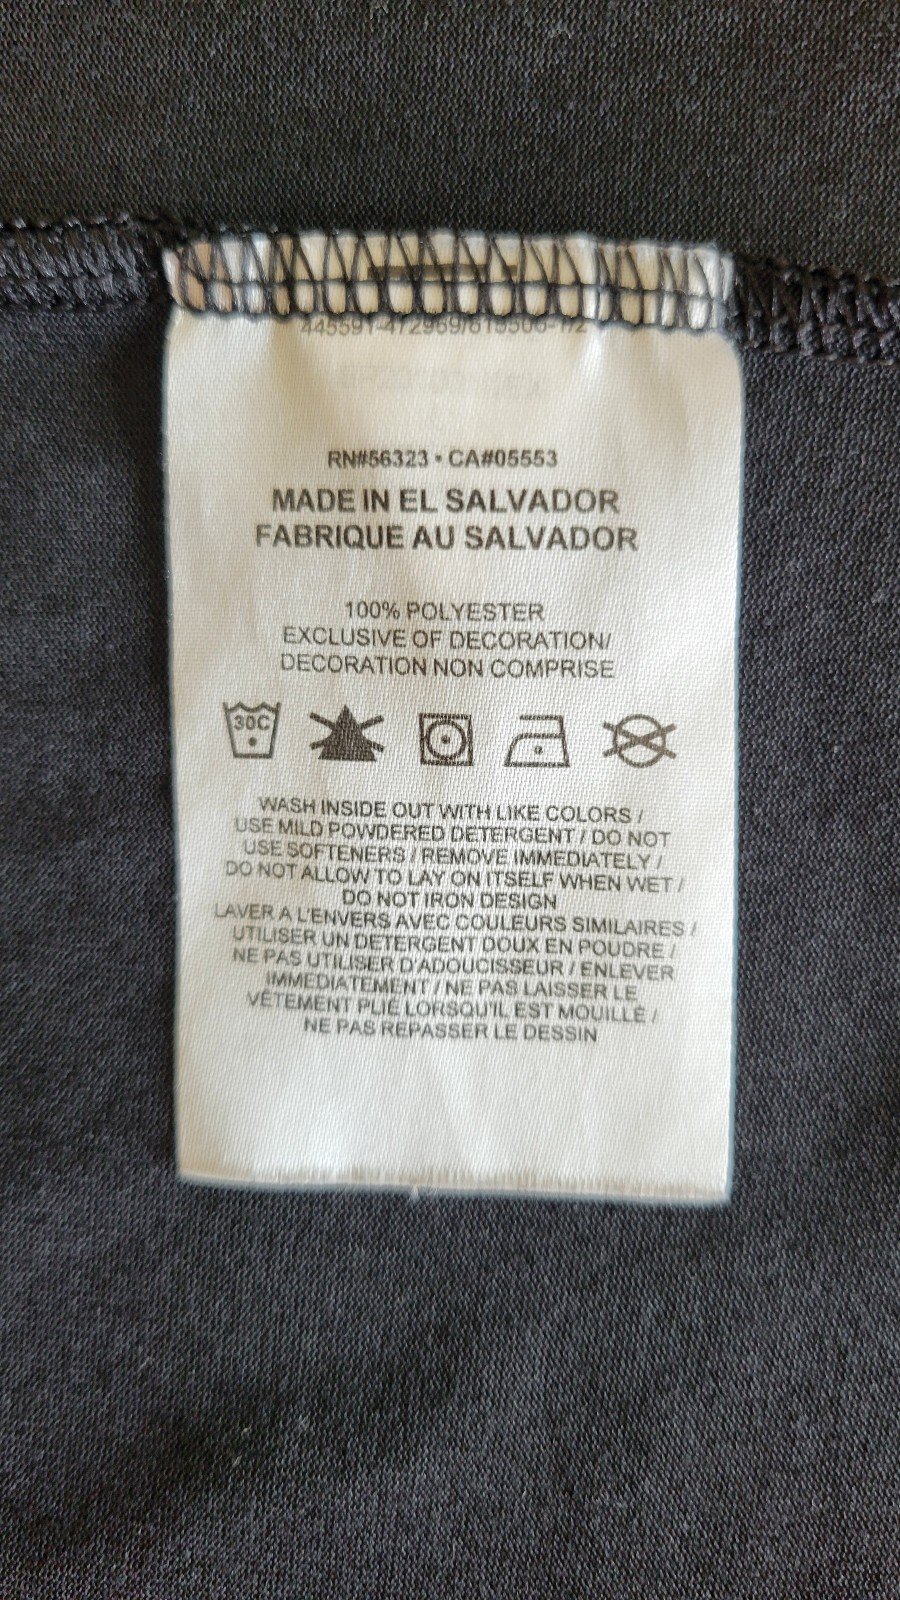 RN#56323 • CA#05553
MADE IN EL SALVADOR
FABRIQUE AU SALVADOR
100% POLYESTER
EXCLUSIVE OF DECORATION/
DECORATION NON COMPRISE
30C
WASH INSIDE OUT WITH LIKE COLORS /
USE MILD POWDERED DETERGENT / DO NOT
USE SOFTENERS / REMOVE IMMEDIATELY /
DO NOT ALLOW TO LAY ON ITSELF WHEN WET /
DO NOT IRON DESIGN
LAVER A L'ENVERS AVEC COULEURS SIMILAIRES /
UTILISER UN DETERGENT DOUX EN POUDRE /
NE PAS UTILISER D'ADOUCISSEUR / ENLEVER
IMMEDIATEMENT / NE PAS LAISSER LE
VÊTEMENT PLIÉ LORSQU'IL EST MOUILLÉ /
NE PAS REPASSER LE DESSIN